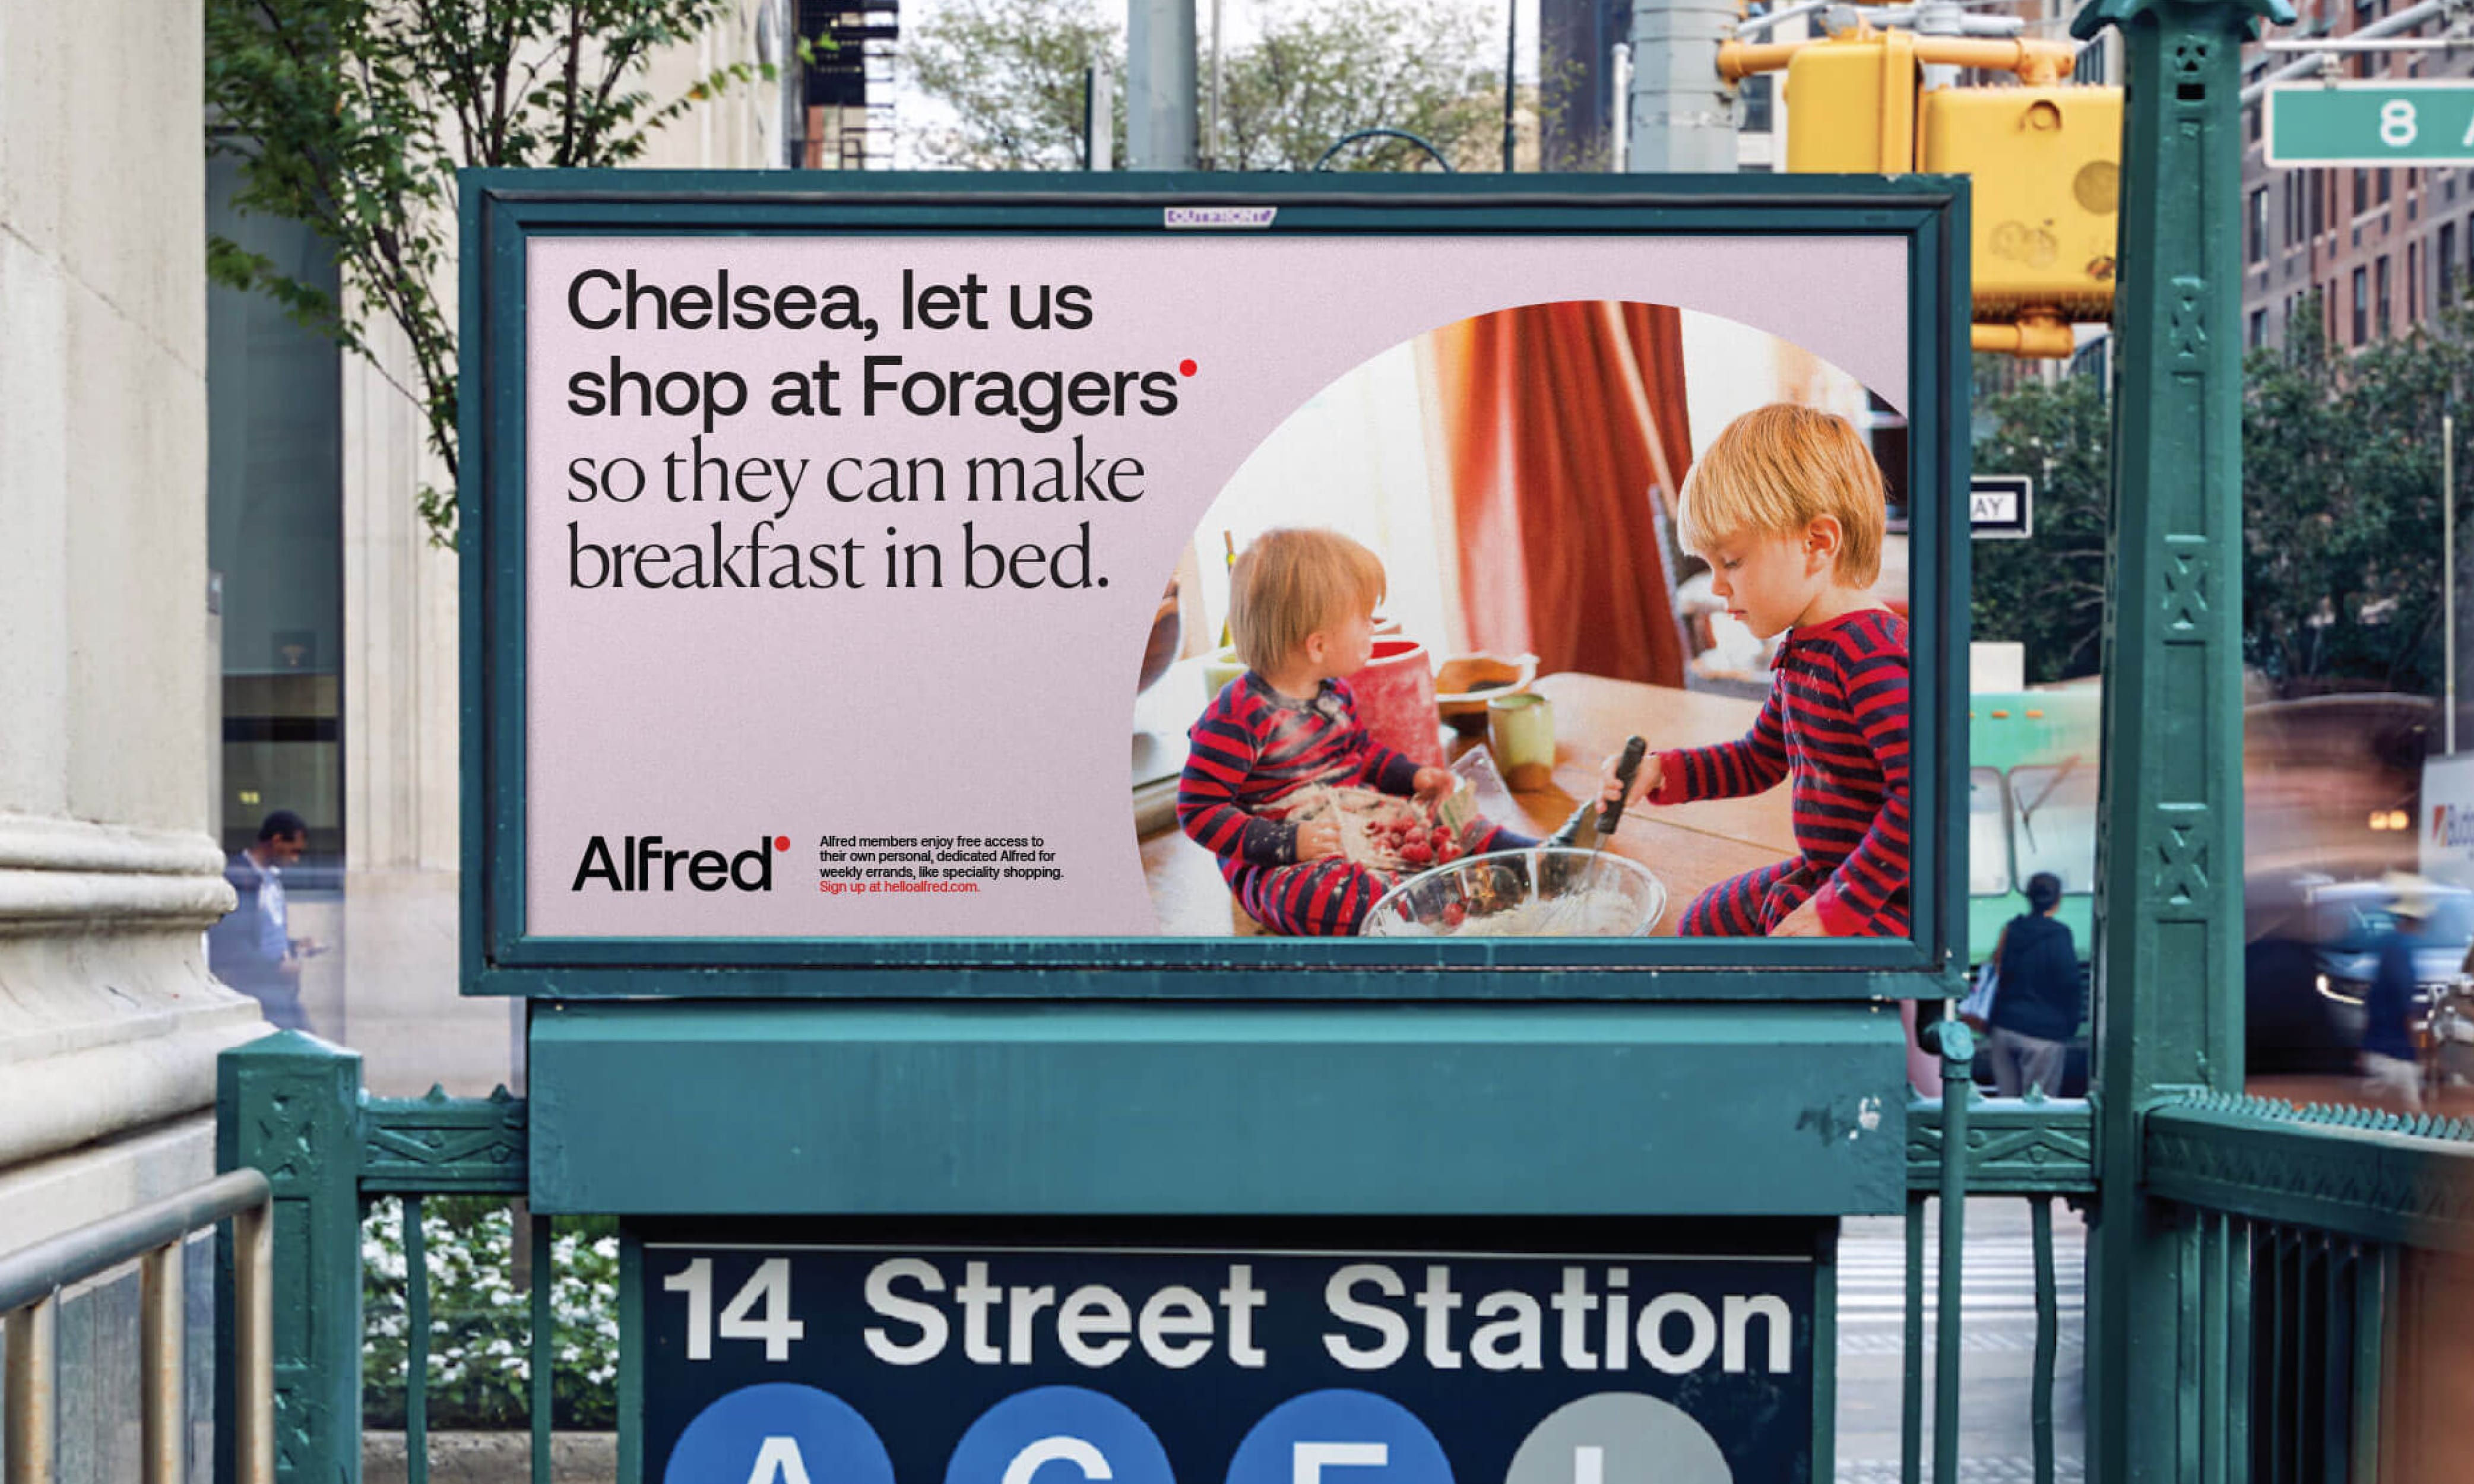 8
OUTFRONT/
Chelsea, let us
shop at Foragers
so they can make
breakfast in bed.
Alfred
Alfred members enjoy free access to
their own personal, dedicated Alfred for
weekly errands, like speciality shopping.
Sign up at helloalfred.com.
AY
14 Street Station
A C E L